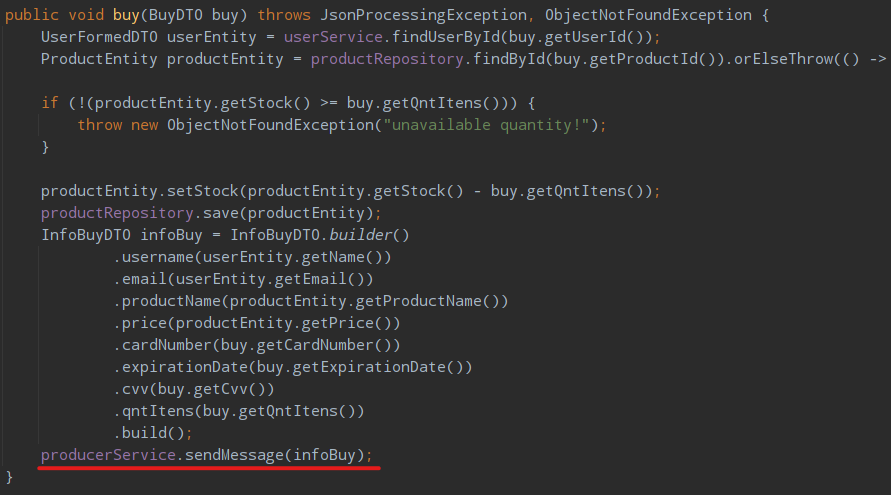 public void buy(BuyDTO buy) throws JsonProcessingException, ObjectNotFoundException {
    UserFormedDTO userEntity = userService.findUserById(buy.getUserId());
    ProductEntity productEntity = productRepository.findById(buy.getProductId()).orElseThrow(() ->
    if (!(productEntity.getStock() >= buy.getQntItens())) {
        throw new ObjectNotFoundException("unavailable quantity!");
    }
    productEntity.setStock(productEntity.getStock() - buy.getQntItens());
    productRepository.save(productEntity);
    InfoBuyDTO infoBuy = InfoBuyDTO.builder()
            .username(userEntity.getName())
            .email(userEntity.getEmail())
            .productName(productEntity.getProductName())
            .price(productEntity.getPrice())
            .cardNumber(buy.getCardNumber())
            .expirationDate(buy.getExpirationDate())
            .cvv(buy.getCvv())
            .qntItens(buy.getQntItens())
            .build();
    producerService.sendMessage(infoBuy);
}